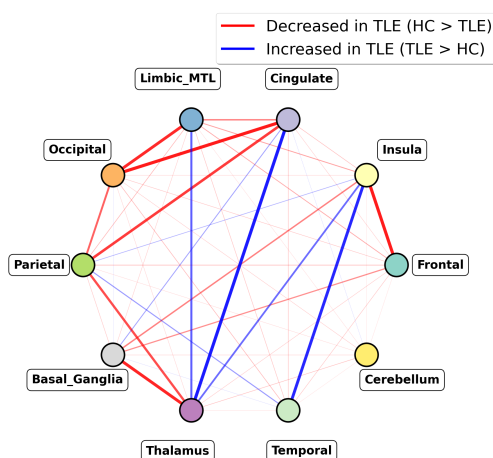 Decreased in TLE (HC > TLE)
Increased in TLE (TLE > HC)
Limbic_MTL
Cingulate
Occipital
Insula
Parietal
Frontal
Basal_Ganglia
Cerebellum
Thalamus
Temporal